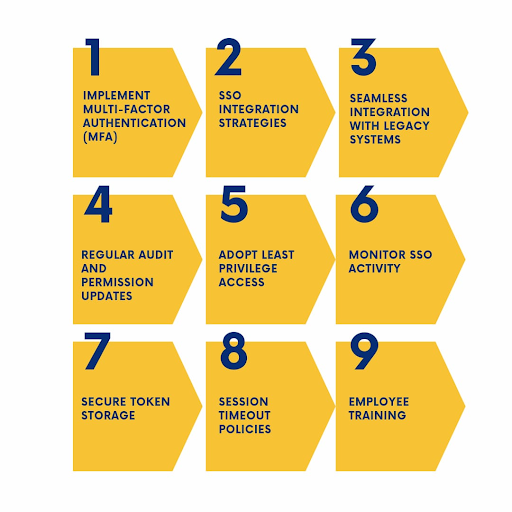 1
IMPLEMENT
MULTI-FACTOR
AUTHENTICATION
(MFA)
2
SSO
INTEGRATION
STRATEGIES
3
SEAMLESS
INTEGRATION
WITH LEGACY
SYSTEMS
4
REGULAR AUDIT
AND
PERMISSION
UPDATES
5
ADOPT LEAST
PRIVILEGE
ACCESS
6
MONITOR SSO
ACTIVITY
7
SECURE TOKEN
STORAGE
8
SESSION
TIMEOUT
POLICIES
9
EMPLOYEE
TRAINING